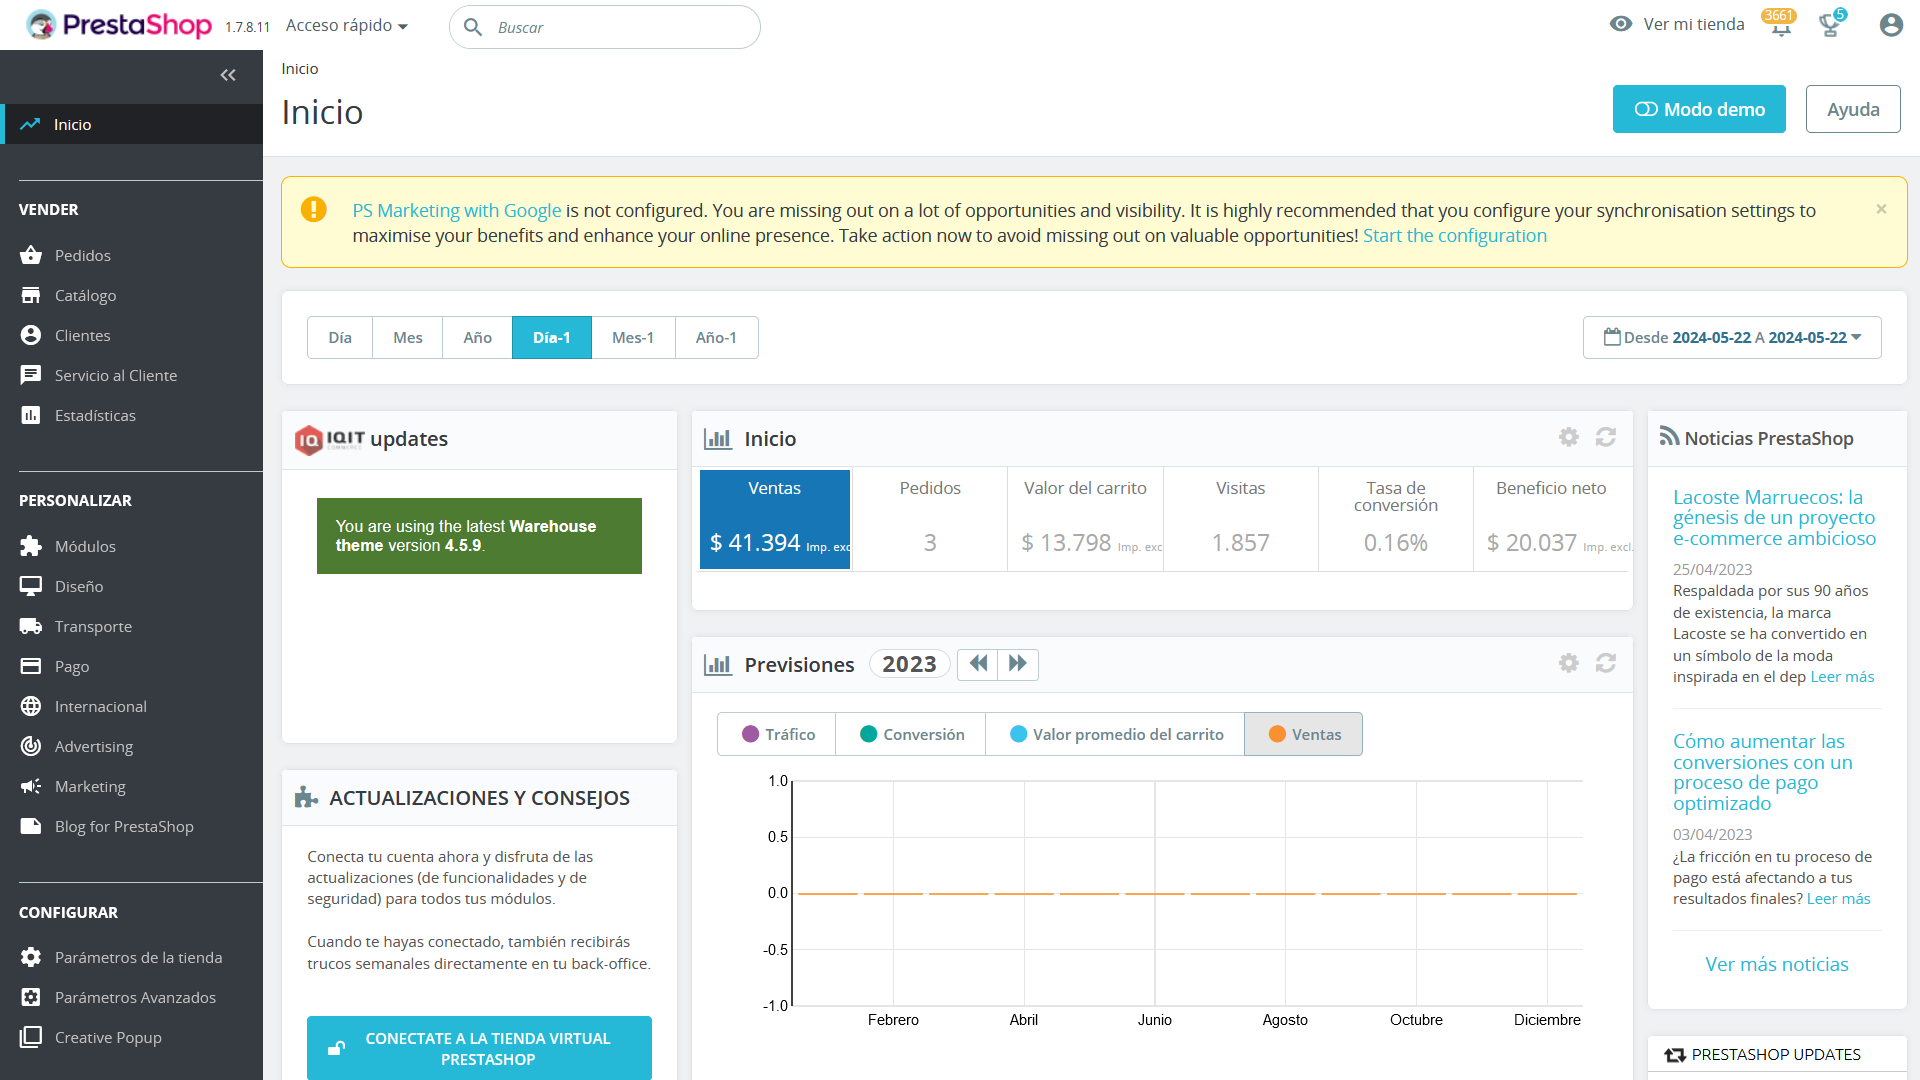 PrestaShop 1.7.8.11 Acceso rápido
Buscar
Ver mi tienda
3661
5
Inicio
Inicio
Modo demo
Ayuda
Inicio
VENDER
Pedidos
Catálogo
Clientes
Servicio al Cliente
Estadísticas
PERSONALIZAR
Módulos
Diseño
Transporte
Pago
Internacional
Advertising
Marketing
Blog for PrestaShop
CONFIGURAR
Parámetros de la tienda
Parámetros Avanzados
Creative Popup
PS Marketing with Google is not configured. You are missing out on a lot of opportunities and visibility. It is highly recommended that you configure your synchronisation settings to
maximise your benefits and enhance your online presence. Take action now to avoid missing out on valuable opportunities! Start the configuration
×
Día Mes Año Día-1 Mes-1 Año-1
Desde 2024-05-22 A 2024-05-22
IQIT COMMERCE updates
You are using the latest Warehouse
theme version 4.5.9.
ACTUALIZACIONES Y CONSEJOS
Conecta tu cuenta ahora y disfruta de las
actualizaciones (de funcionalidades y de
seguridad) para todos tus módulos.
Cuando te hayas conectado, también recibirás
trucos semanales directamente en tu back-office.
CONECTATE A LA TIENDA VIRTUAL
PRESTASHOP
Inicio
Ventas
$ 41.394 Imp. exc
Pedidos
3
Valor del carrito
$ 13.798 Imp. exc
Visitas
1.857
Tasa de
conversión
0.16%
Beneficio neto
$ 20.037 Imp. excl.
Previsiones 2023
Tráfico Conversión Valor promedio del carrito Ventas
1.0
0.5
0.0
-0.5
-1.0
Febrero Abril Junio Agosto Octubre Diciembre
Noticias PrestaShop
Lacoste Marruecos: la
génesis de un proyecto
e-commerce ambicioso
25/04/2023
Respaldada por sus 90 años
de existencia, la marca
Lacoste se ha convertido en
un símbolo de la moda
inspirada en el dep Leer más
Cómo aumentar las
conversiones con un
proceso de pago
optimizado
03/04/2023
¿La fricción en tu proceso de
pago está afectando a tus
resultados finales? Leer más
Ver más noticias
PRESTASHOP UPDATES